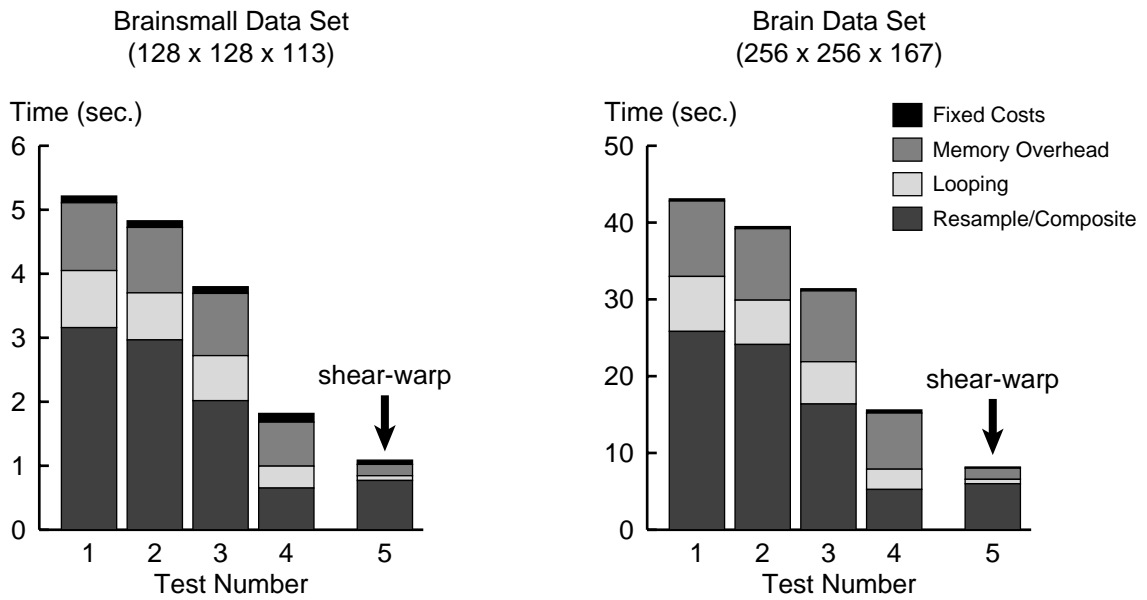 Brainsmall Data Set
(128 x 128 x 113)
Time (sec.)
6
5
4
3
2
1
0
shear-warp
1 2 3 4 5
Test Number
Brain Data Set
(256 x 256 x 167)
Time (sec.)
50
40
30
20
10
0
Fixed Costs
Memory Overhead
Looping
Resample/Composite
shear-warp
1 2 3 4 5
Test Number